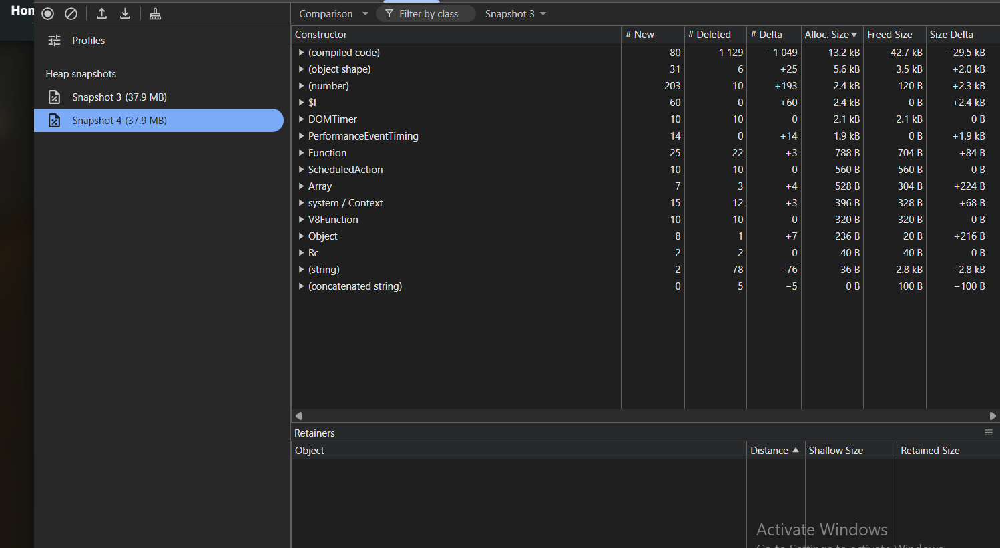 Hon
Comparison Filter by class Snapshot 3
Profiles
Heap snapshots
Snapshot 3 (37.9 MB)
Snapshot 4 (37.9 MB)
Constructor # New # Deleted # Delta Alloc. Size▼ Freed Size Size Delta
(compiled code) 80 1 129 −1 049 13.2 kB 42.7 kB −29.5 kB
(object shape) 31 6 +25 5.6 kB 3.5 kB +2.0 kB
(number) 203 10 +193 2.4 kB 120 B +2.3 kB
$l 60 0 +60 2.4 kB 0 B +2.4 kB
DOMTimer 10 10 0 2.1 kB 2.1 kB 0 B
PerformanceEventTiming 14 0 +14 1.9 kB 0 B +1.9 kB
Function 25 22 +3 788 B 704 B +84 B
ScheduledAction 10 10 0 560 B 560 B 0 B
Array 7 3 +4 528 B 304 B +224 B
system / Context 15 12 +3 396 B 328 B +68 B
V8Function 10 10 0 320 B 320 B 0 B
Object 8 1 +7 236 B 20 B +216 B
Rc 2 2 0 40 B 40 B 0 B
(string) 2 78 −76 36 B 2.8 kB −2.8 kB
(concatenated string) 0 5 −5 0 B 100 B −100 B
Retainers
Object Distance▲ Shallow Size Retained Size
Activate Windows
Go to Settings to activate Windows.